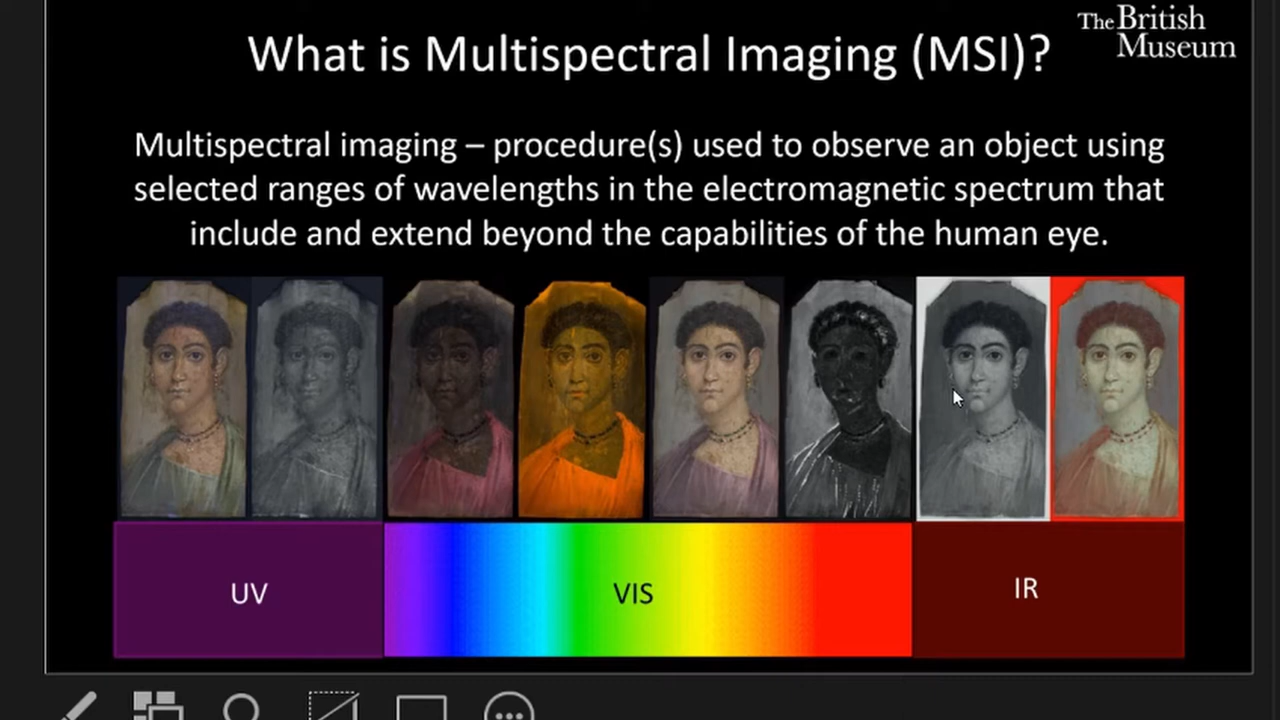 The British
Museum
What is Multispectral Imaging (MSI)?
Multispectral imaging – procedure(s) used to observe an object using
selected ranges of wavelengths in the electromagnetic spectrum that
include and extend beyond the capabilities of the human eye.
UV
VIS
IR